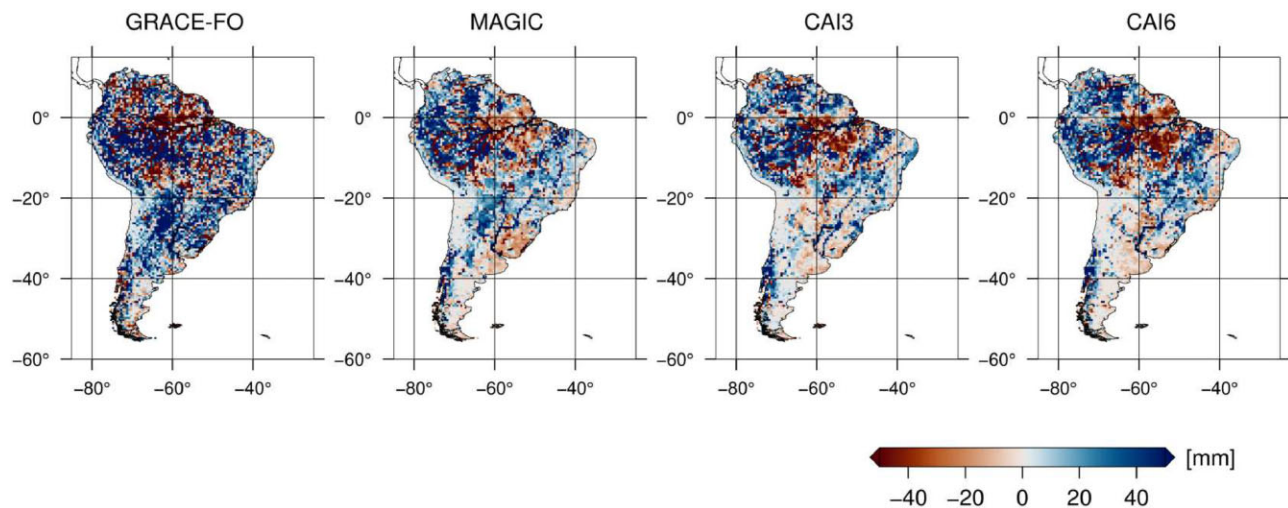 GRACE-FO MAGIC CAI3 CAI6
0° 0° 0° 0°
−20° −20° −20° −20°
−40° −40° −40° −40°
−60° −60° −60° −60°
−80° −60° −40° −80° −60° −40° −80° −60° −40° −80° −60° −40°
[mm]
−40 −20 0 20 40